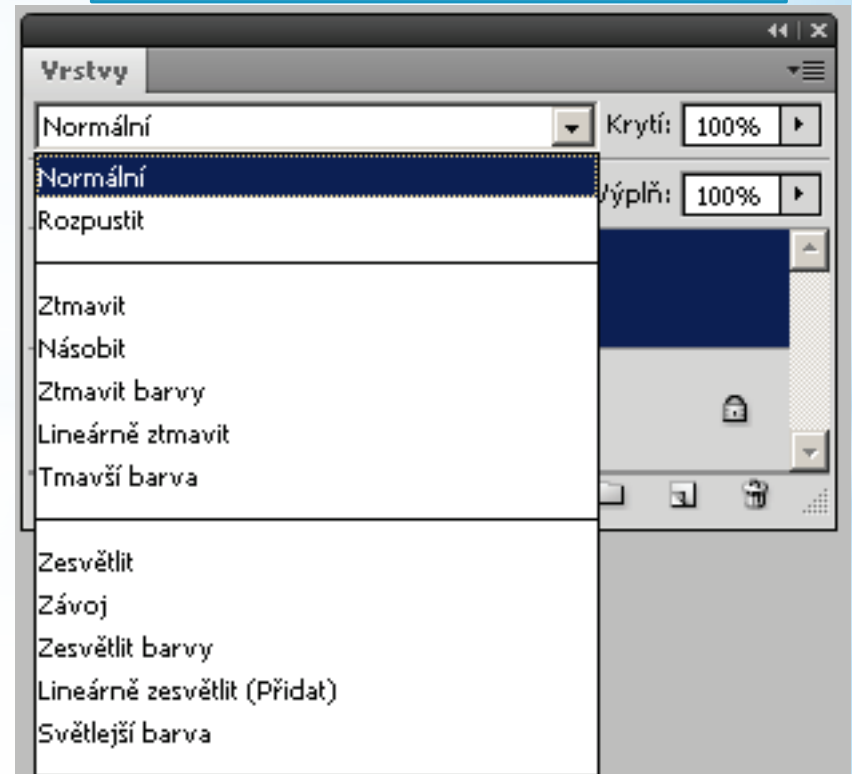 Vrstvy
Normální Krytí: 100%
Normální
Výplň: 100%
Rozpustit
Ztmavit
Násobit
Ztmavit barvy
Lineárně ztmavit
Tmavší barva
Zesvětlit
Závoj
Zesvětlit barvy
Lineárně zesvětlit (Přidat)
Světlejší barva